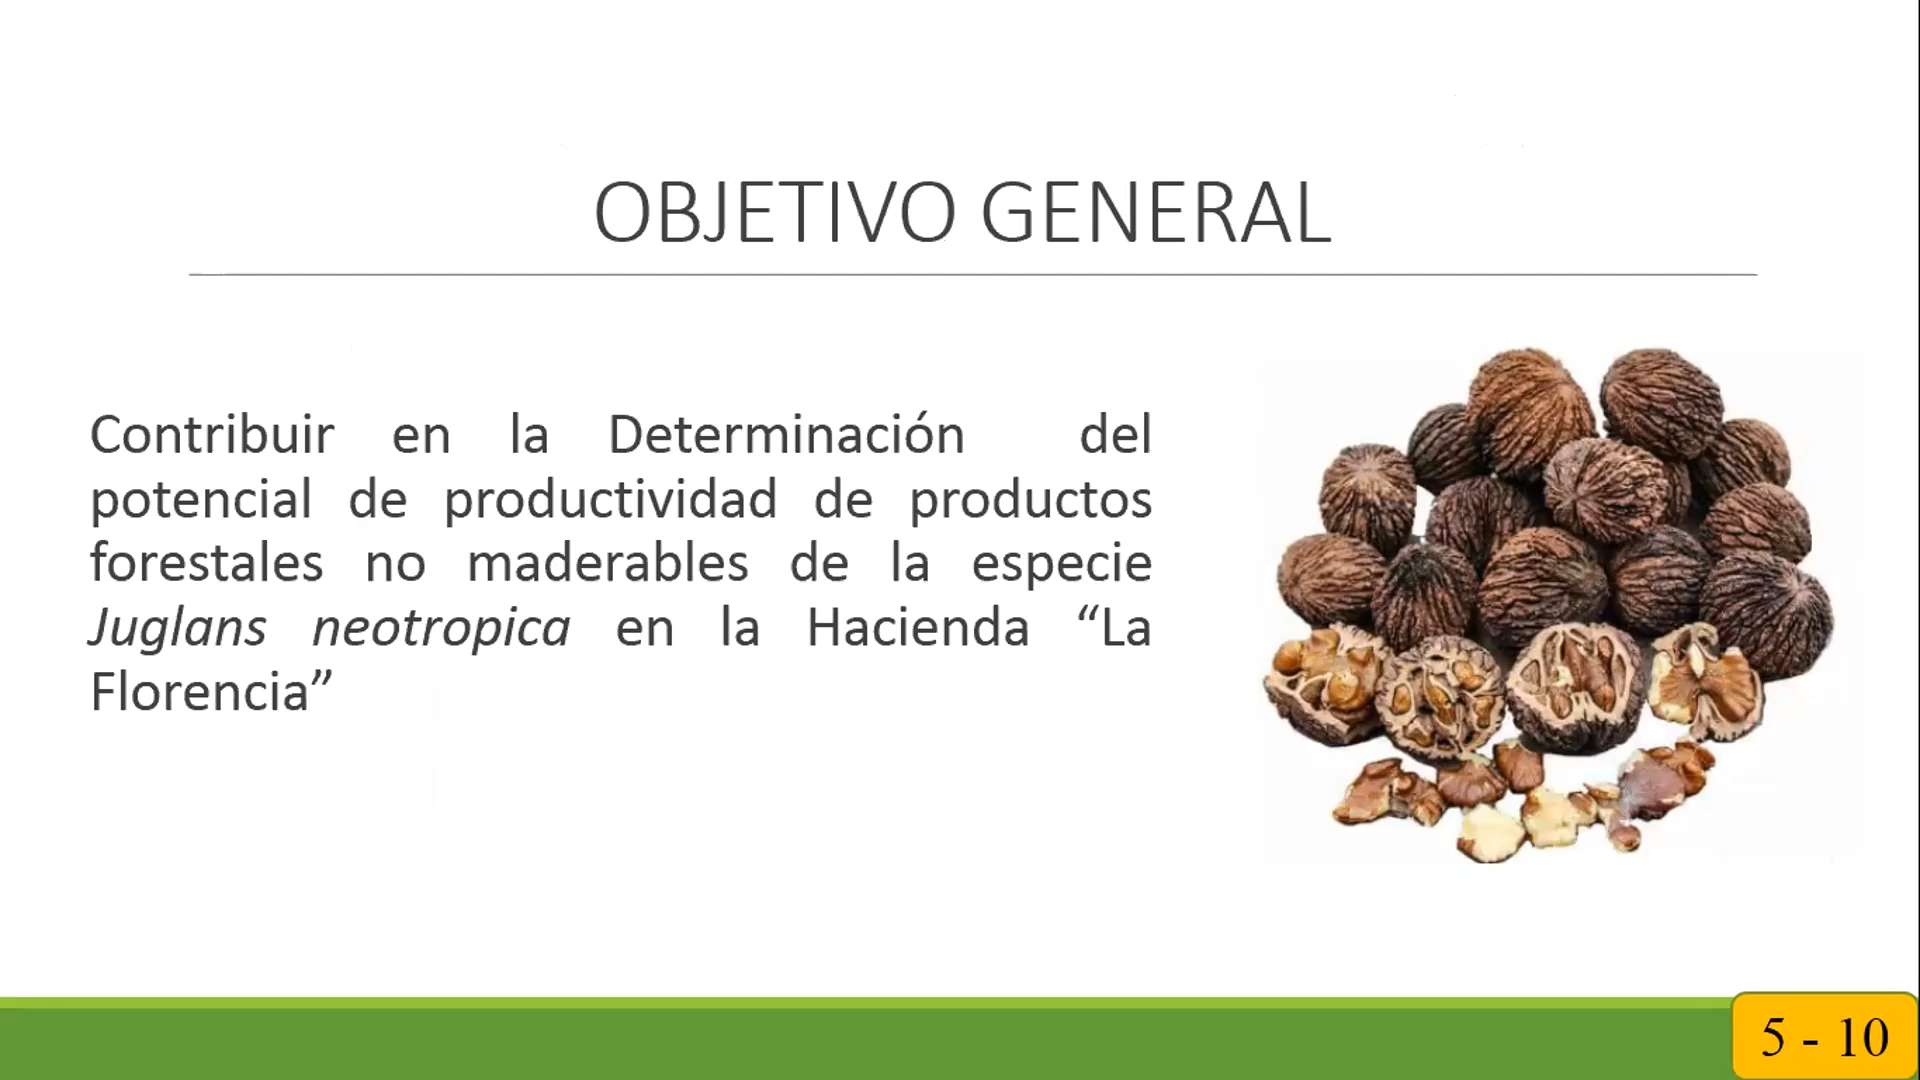 OBJETIVO GENERAL
Contribuir en la Determinación del
potencial de productividad de productos
forestales no maderables de la especie
Juglans neotropica en la Hacienda “La
Florencia”
5 - 10